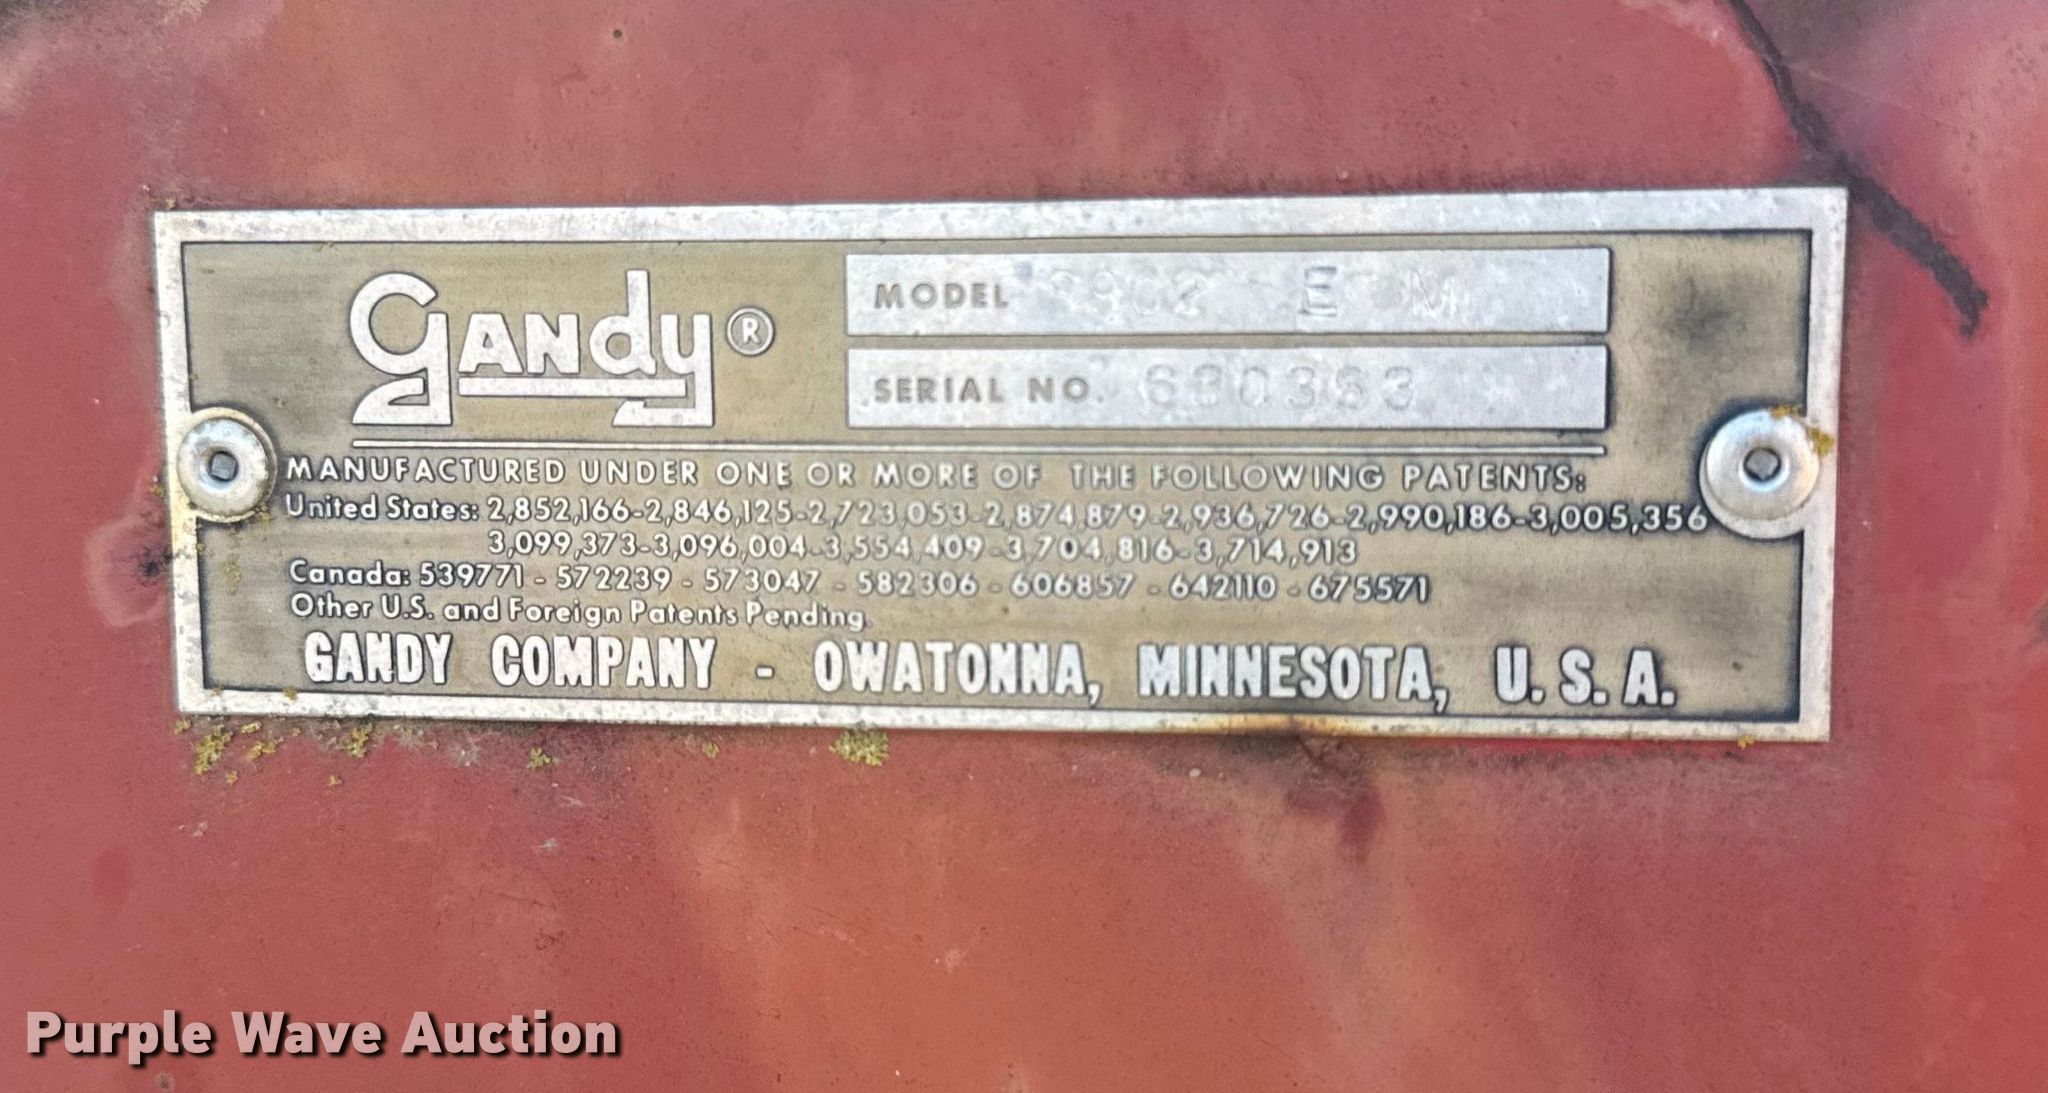 gandy®
MODEL E M
SERIAL NO.
MANUFACTURED UNDER ONE OR MORE OF THE FOLLOWING PATENTS:
United States: 2,852,166-2,846,125-2,723,053-2,874,879-2,936,726-2,990,186-3,005,356
3,099,373-3,096,004-3,554,409-3,704,816-3,714,913
Canada: 539771 - 572239 - 573047 - 582306 - 606857 - 642110 - 675571
Other U.S. and Foreign Patents Pending.
GANDY COMPANY - OWATONNA, MINNESOTA, U.S.A.
Purple Wave Auction